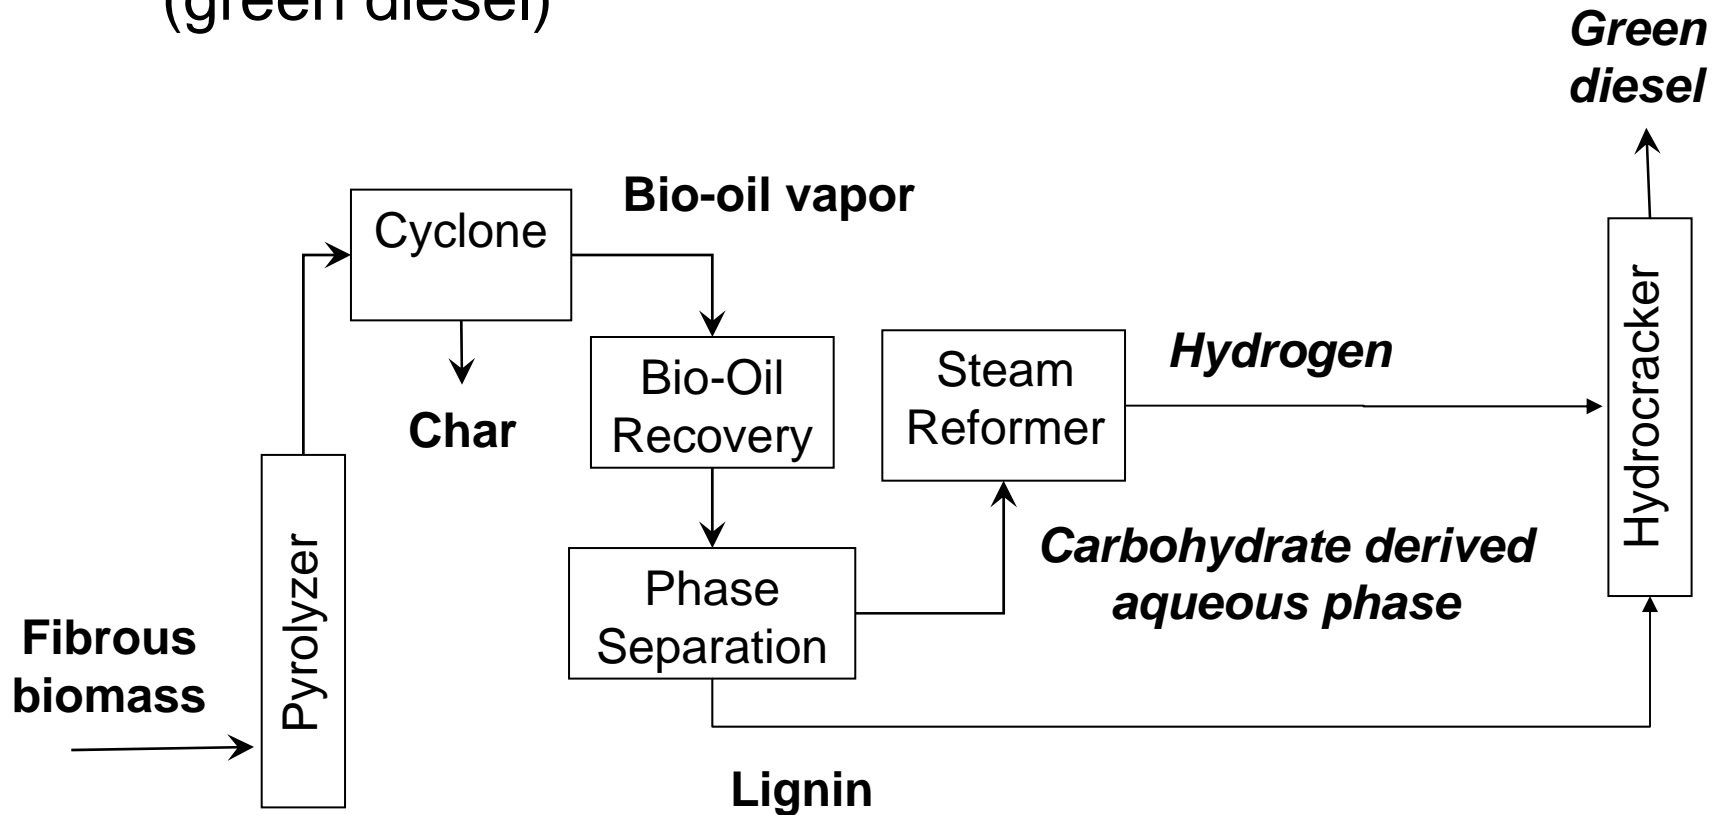 (green diesel)
Green
diesel
Cyclone
Bio-oil vapor
Char
Bio-Oil
Recovery
Steam
Reformer
Hydrogen
Hydrocracker
Pyrolyzer
Phase
Separation
Carbohydrate derived
aqueous phase
Fibrous
biomass
Lignin